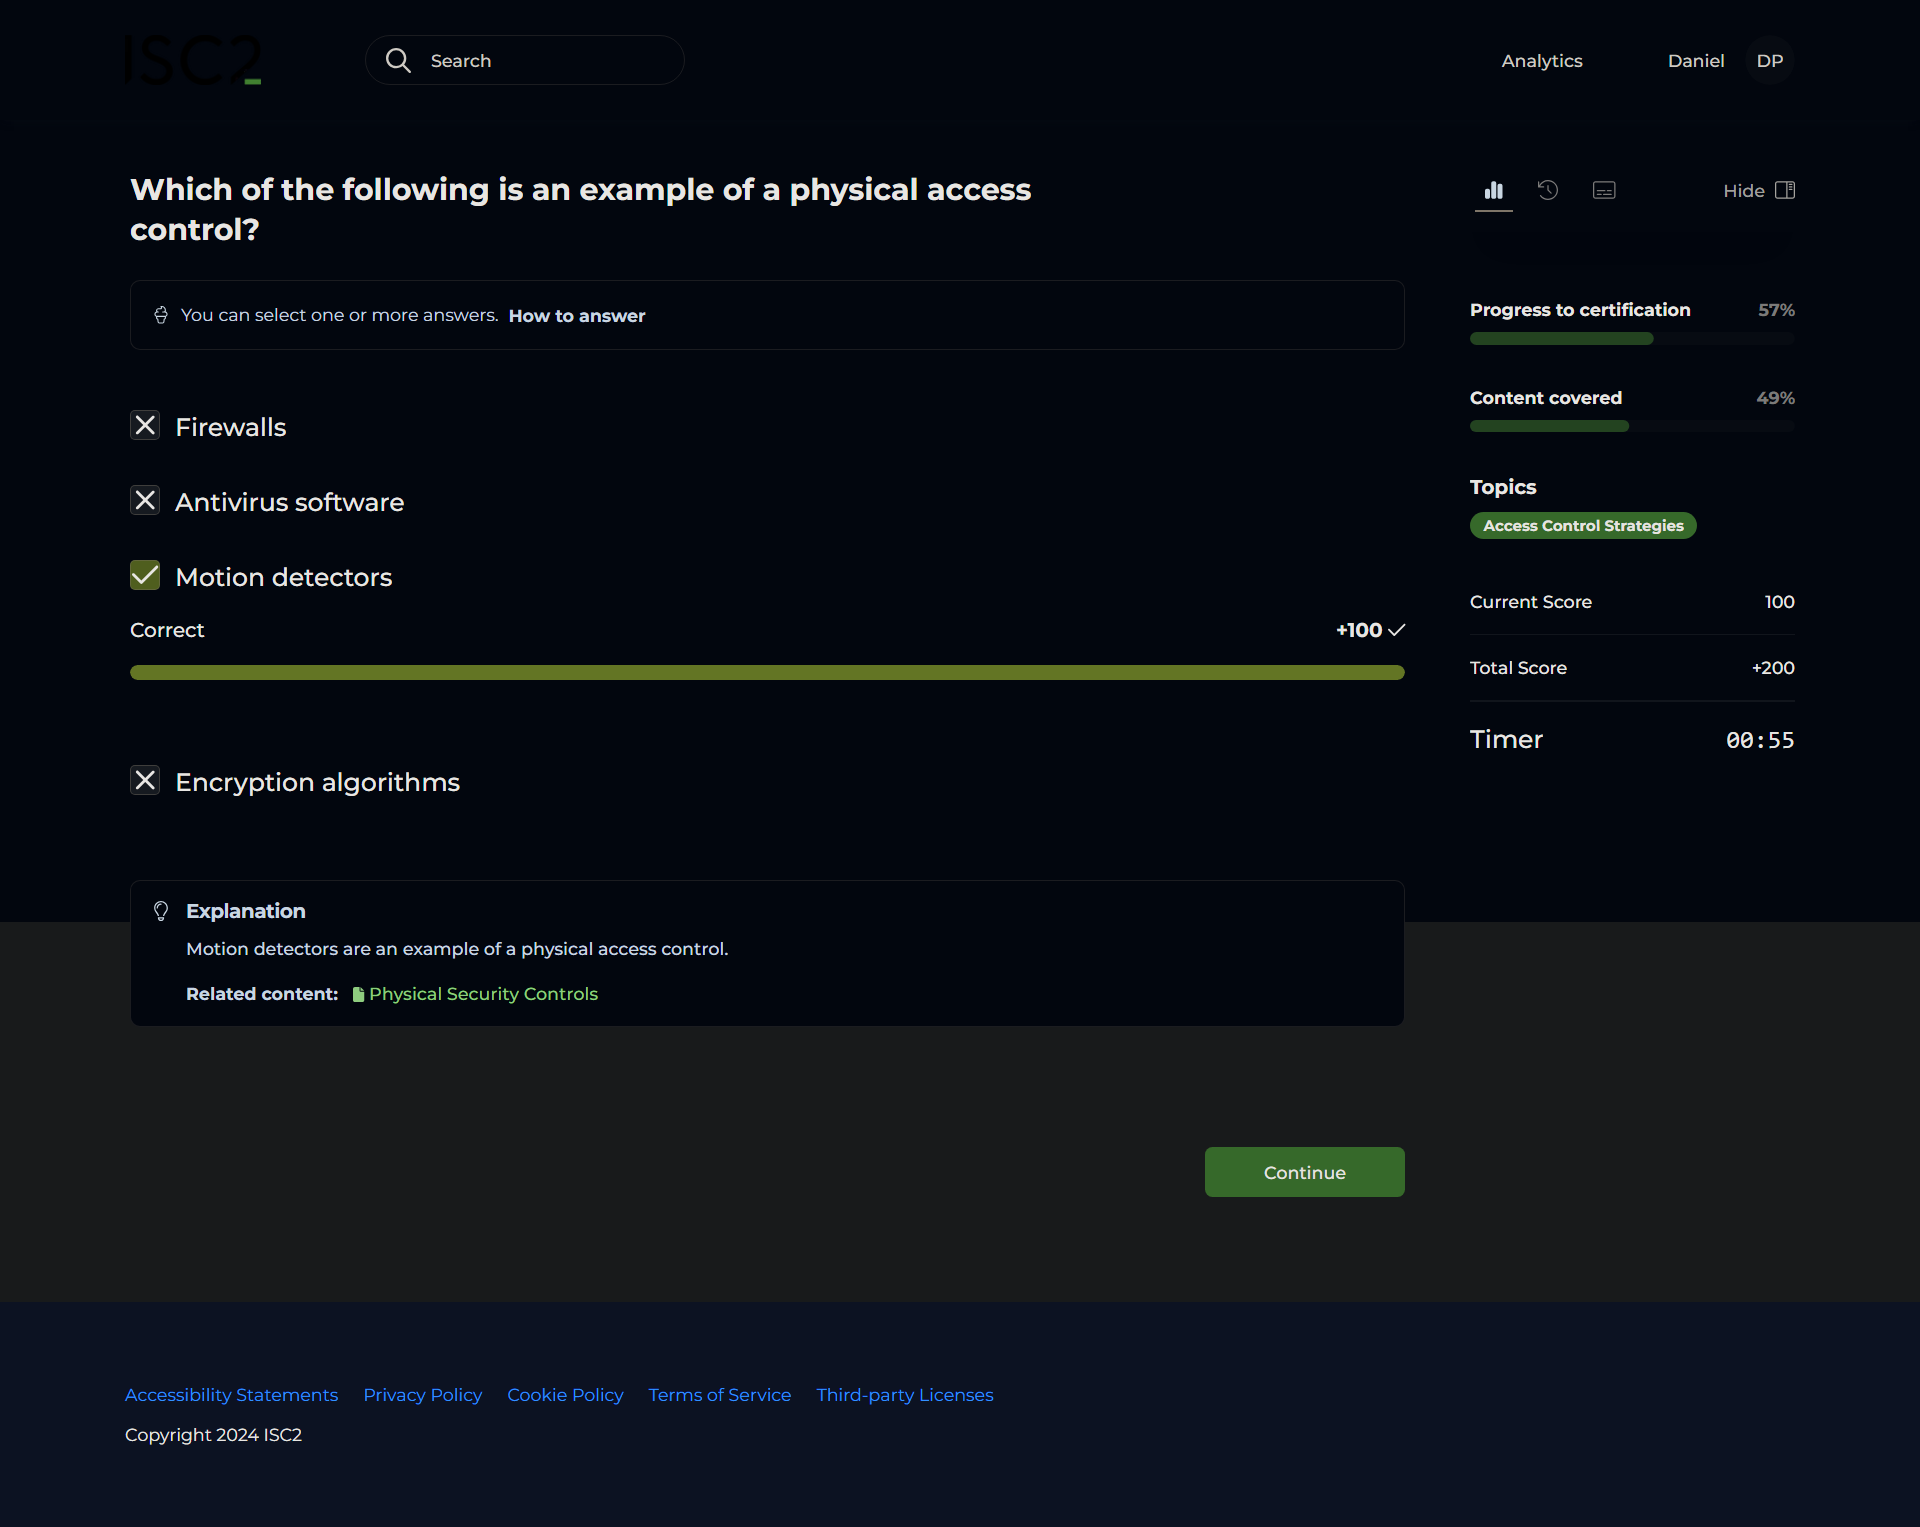 ISC2
Search
Analytics
Daniel
DP
Which of the following is an example of a physical access
control?
You can select one or more answers. How to answer
Firewalls
Antivirus software
Motion detectors
Correct
+100
Encryption algorithms
Explanation
Motion detectors are an example of a physical access control.
Related content: Physical Security Controls
Continue
Hide
Progress to certification 57%
Content covered 49%
Topics
Access Control Strategies
Current Score 100
Total Score +200
Timer 00:55
Accessibility Statements Privacy Policy Cookie Policy Terms of Service Third-party Licenses
Copyright 2024 ISC2